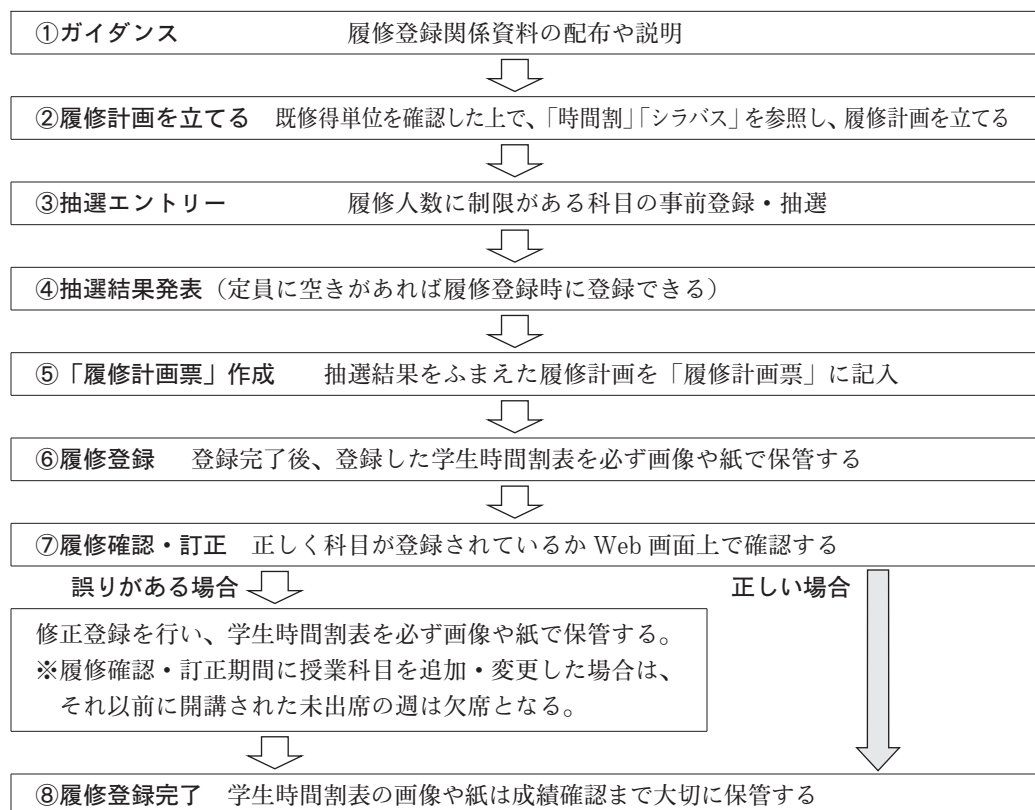 ①ガイダンス 履修登録関係資料の配布や説明
②履修計画を立てる 既修得単位を確認した上で、「時間割」「シラバス」を参照し、履修計画を立てる
③抽選エントリー 履修人数に制限がある科目の事前登録・抽選
④抽選結果発表（定員に空きがあれば履修登録時に登録できる）
⑤「履修計画票」作成 抽選結果をふまえた履修計画を「履修計画票」に記入
⑥履修登録 登録完了後、登録した学生時間割表を必ず画像や紙で保管する
⑦履修確認・訂正 正しく科目が登録されているか Web 画面上で確認する
誤りがある場合 正しい場合
修正登録を行い、学生時間割表を必ず画像や紙で保管する。
※履修確認・訂正期間に授業科目を追加・変更した場合は、
それ以前に開講された未出席の週は欠席となる。
⑧履修登録完了 学生時間割表の画像や紙は成績確認まで大切に保管する